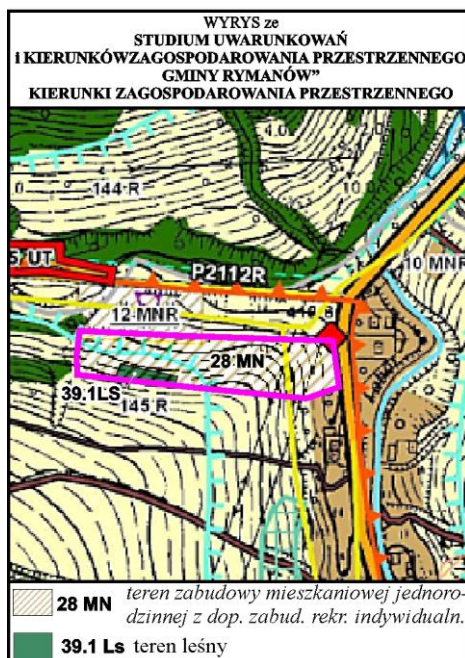 WYRYS ze
STUDIUM UWARUNKOWAŃ
i KIERUNKÓWZAGOSPODAROWANIA PRZESTRZENNEGO
GMINY RYMANÓW”
KIERUNKI ZAGOSPODAROWANIA PRZESTRZENNEGO
144 R
5 UT
P2112R
10 MNR
12 MNR
28 MN
39.1LS
145 R
28 MN teren zabudowy mieszkaniowej jednoro-
dzinnej z dop. zabud. rekr. indywidualn.
39.1 Ls teren leśny